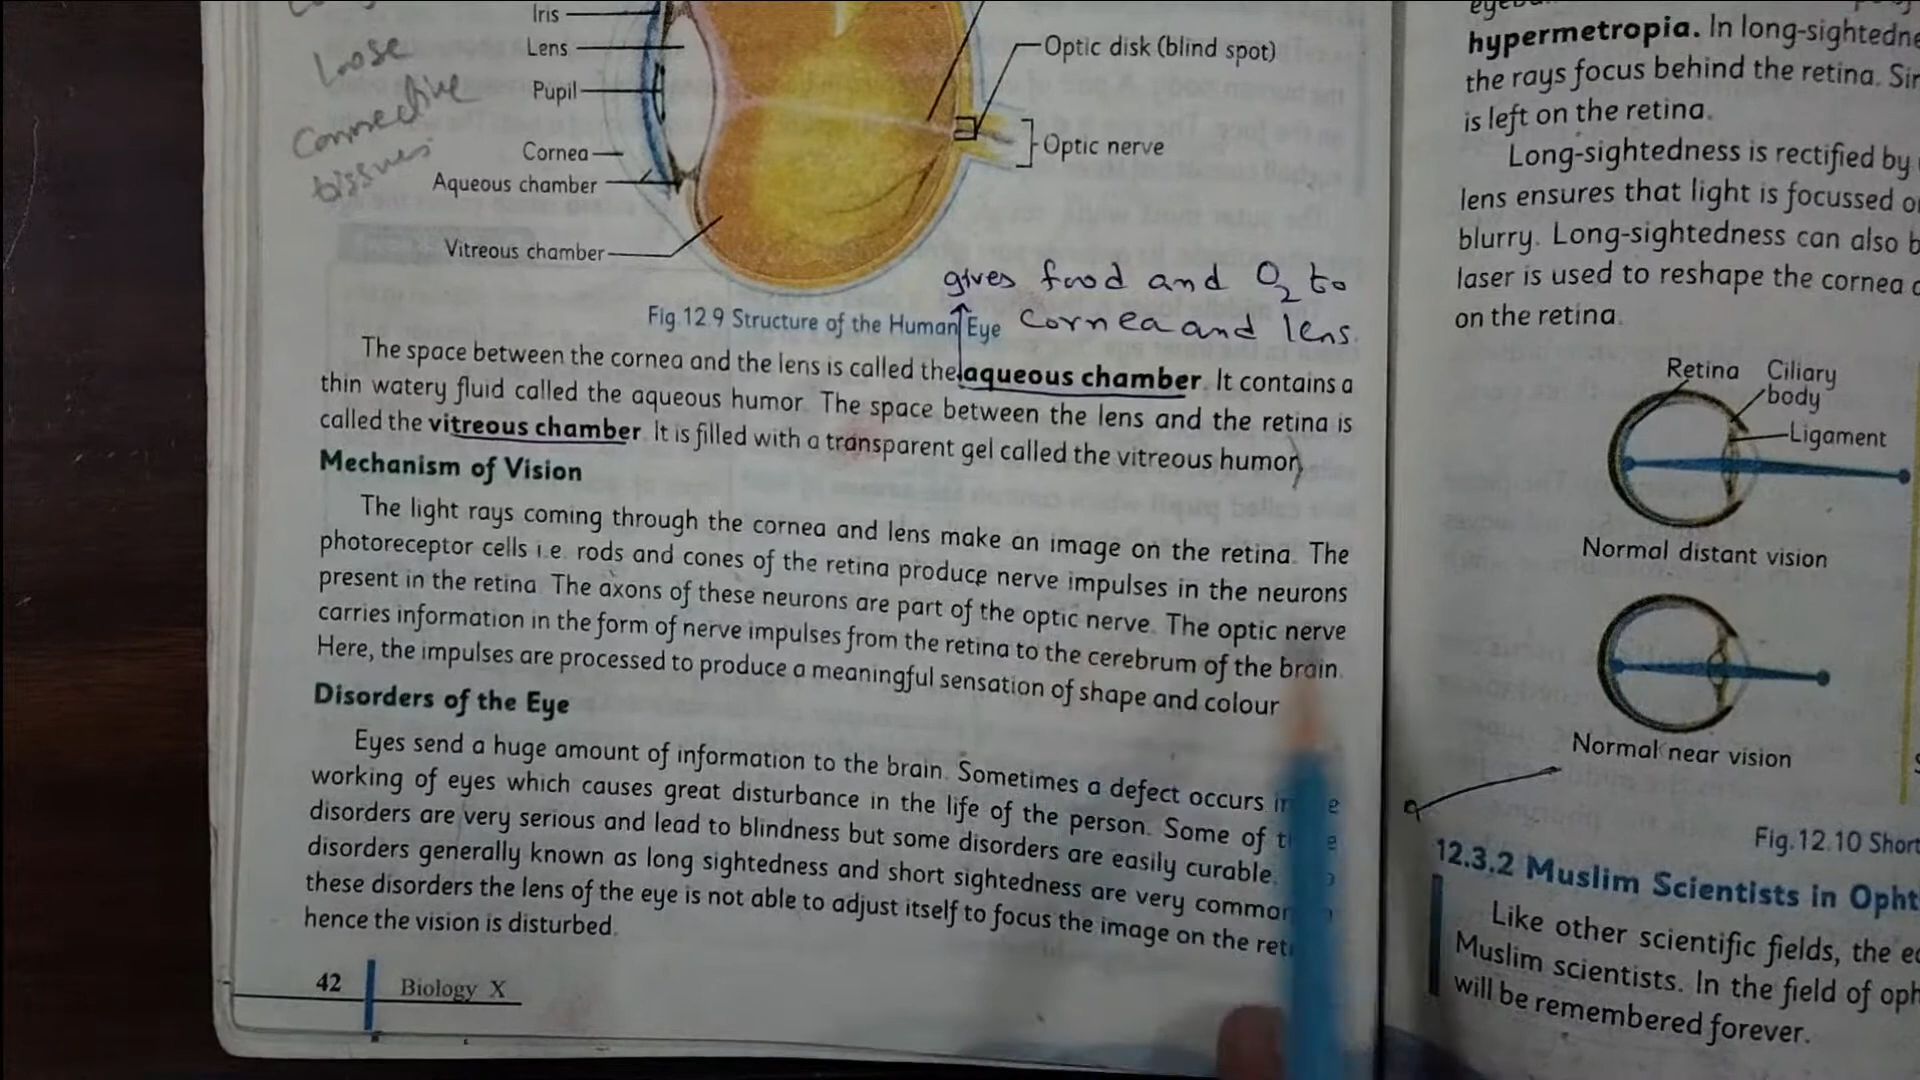 Loose
Connective
tissues
Iris
Lens
Pupil
Cornea
Aqueous chamber
Vitreous chamber
Optic disk (blind spot)
Optic nerve
gives food and O2 to
cornea and lens.
Fig.12.9 Structure of the Human Eye
The space between the cornea and the lens is called the aqueous chamber. It contains a
thin watery fluid called the aqueous humor. The space between the lens and the retina is
called the vitreous chamber. It is filled with a transparent gel called the vitreous humor.
Mechanism of Vision
The light rays coming through the cornea and lens make an image on the retina. The
photoreceptor cells i.e. rods and cones of the retina produce nerve impulses in the neurons
present in the retina. The axons of these neurons are part of the optic nerve. The optic nerve
carries information in the form of nerve impulses from the retina to the cerebrum of the brain.
Here, the impulses are processed to produce a meaningful sensation of shape and colour
Disorders of the Eye
Eyes send a huge amount of information to the brain. Sometimes a defect occurs in
working of eyes which causes great disturbance in the life of the person. Some of
disorders are very serious and lead to blindness but some disorders are easily curable.
disorders generally known as long sightedness and short sightedness are very common
these disorders the lens of the eye is not able to adjust itself to focus the image on the
hence the vision is disturbed.
42 Biology X
hypermetropia. In long-sightedne
the rays focus behind the retina. Sin
is left on the retina.
Long-sightedness is rectified by
lens ensures that light is focussed o
blurry. Long-sightedness can also b
laser is used to reshape the cornea
on the retina.
Retina
Ciliary
body
Ligament
Normal distant vision
Normal near vision
Fig.12.10 Short
12.3.2 Muslim Scientists in Opht
Like other scientific fields, the
Muslim scientists. In the field of oph
will be remembered forever.